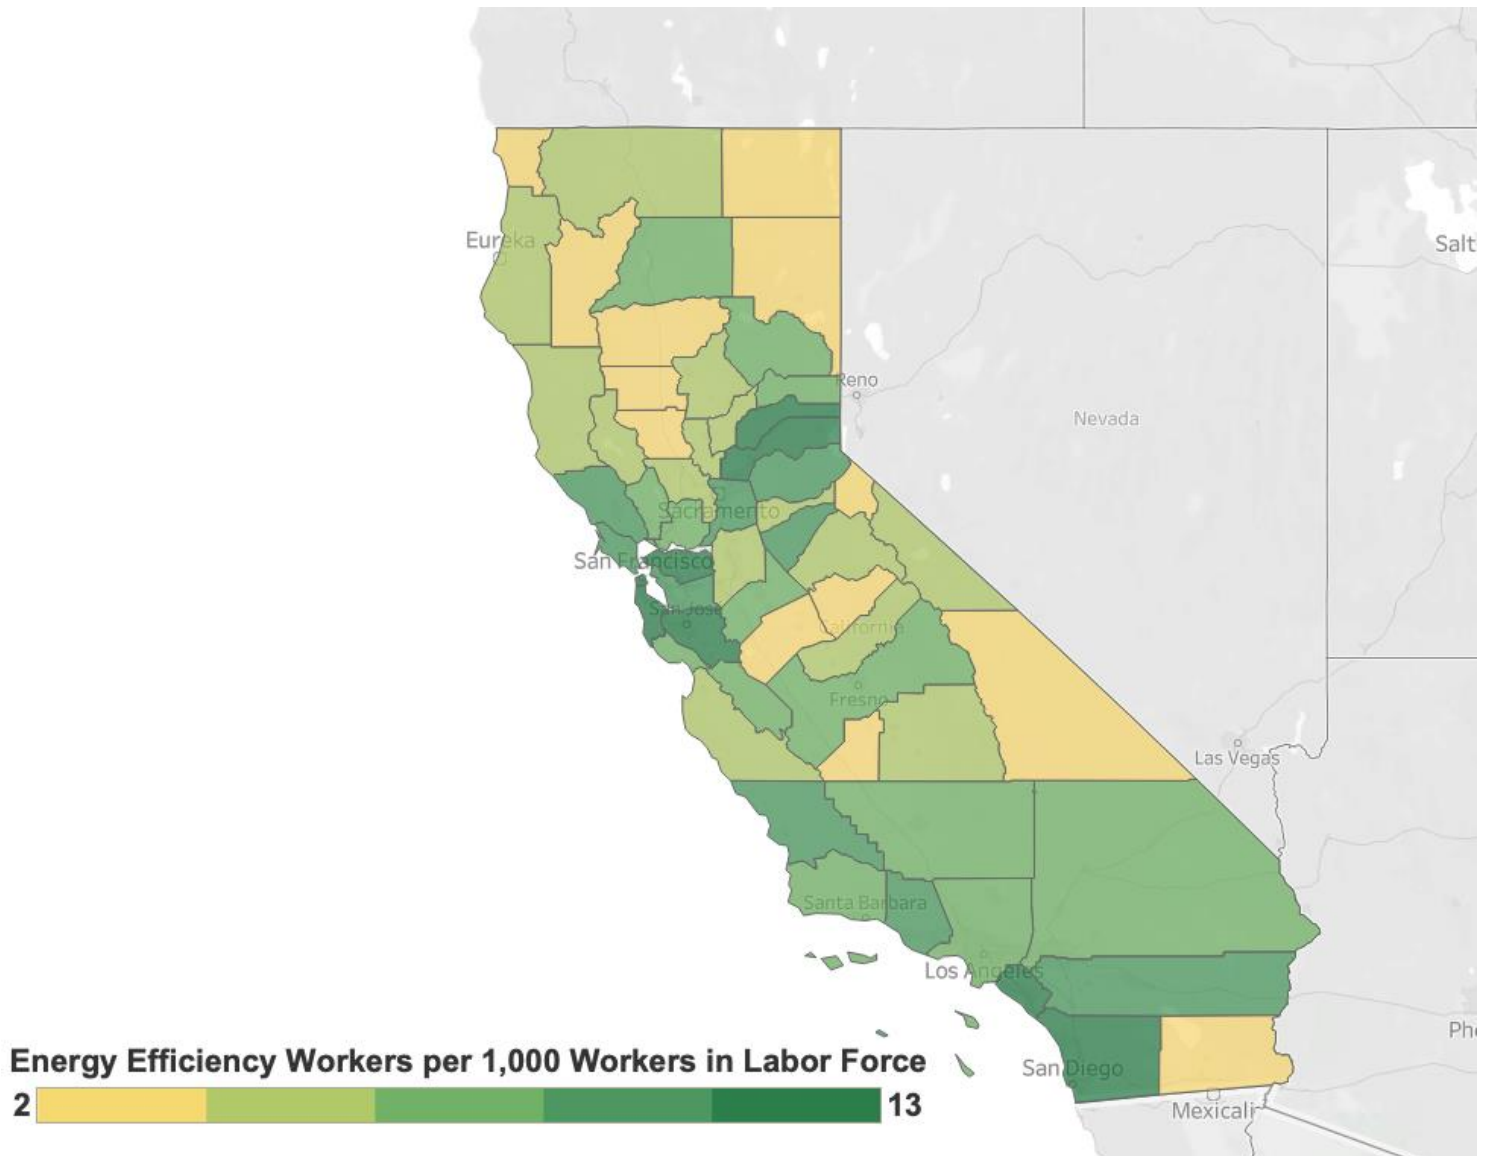 Salt
Eureka
Reno
Nevada
Sacramento
San Francisco
San Jose
California
Fresno
Las Vegas
Santa Barbara
Los Angeles
Pho
Energy Efficiency Workers per 1,000 Workers in Labor Force
San Diego
2
13
Mexicali